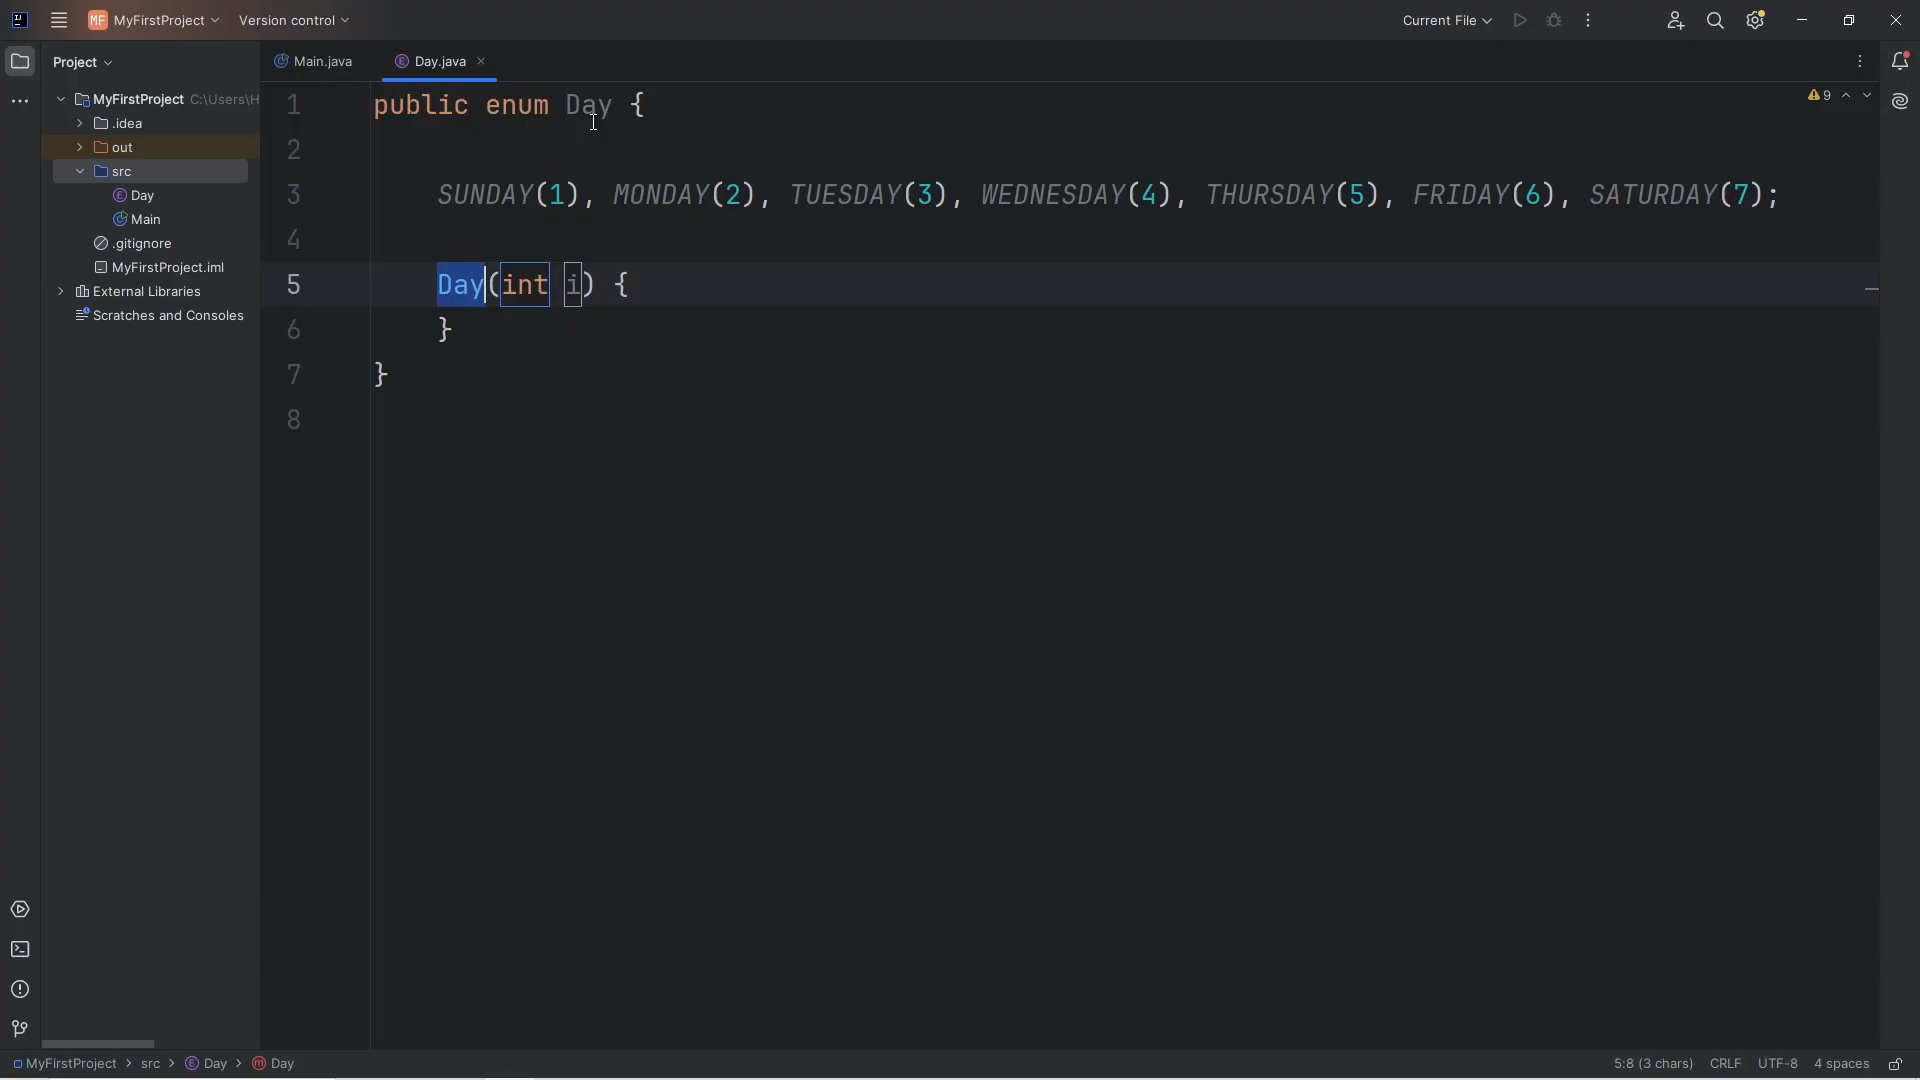 MF MyFirstProject Version control Current File
Project Main.java Day.java
MyFirstProject C:\Users\H
.idea
out
src
Day
Main
.gitignore
MyFirstProject.iml
External Libraries
Scratches and Consoles
9
1 public enum Day {
2
3 SUNDAY(1), MONDAY(2), TUESDAY(3), WEDNESDAY(4), THURSDAY(5), FRIDAY(6), SATURDAY(7);
4
5 Day(int i) {
6 }
7 }
8
MyFirstProject > src > Day > Day 5:8 (3 chars) CRLF UTF-8 4 spaces